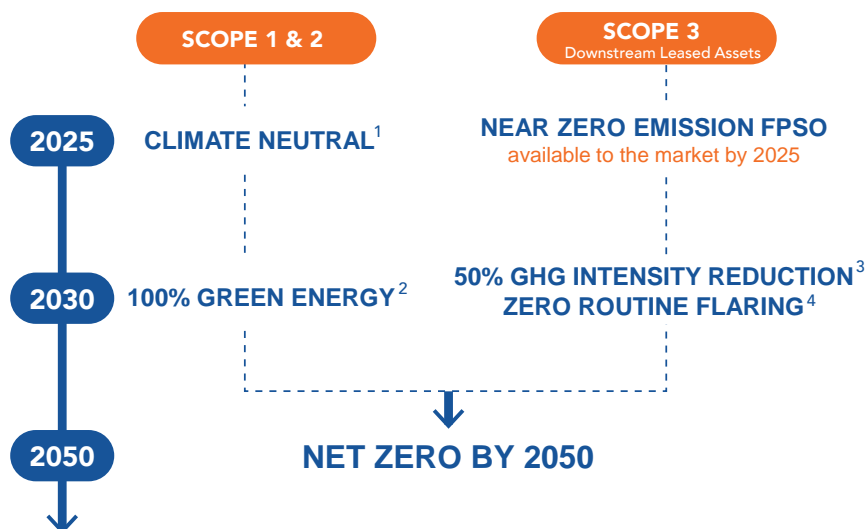 SCOPE 1 & 2
SCOPE 3
Downstream Leased Assets
2025
CLIMATE NEUTRAL1
NEAR ZERO EMISSION FPSO
available to the market by 2025
2030
100% GREEN ENERGY2
50% GHG INTENSITY REDUCTION3
ZERO ROUTINE FLARING4
2050
NET ZERO BY 2050